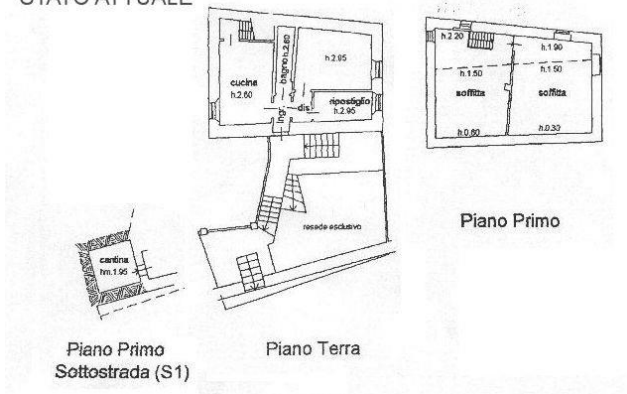 STATO ATTUALE
cucina
h.2.60
bagno h.2.60
h.2.95
ripostiglio
h.2.95
ingr.
dis.
resede esclusivo
Piano Terra
h.2.20
h.1.90
h.1.50
h.1.50
soffitta
soffitta
h.0.60
h.0.30
Piano Primo
cantina
hm.1.95
Piano Primo
Sottostrada (S1)